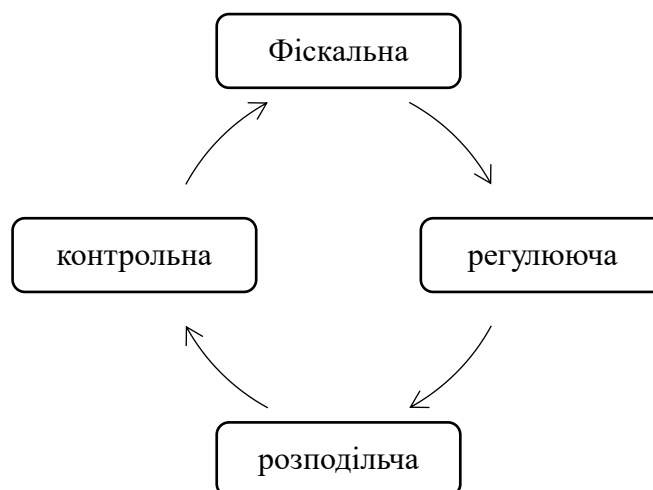 Фіскальна
контрольна
регулююча
розподільча